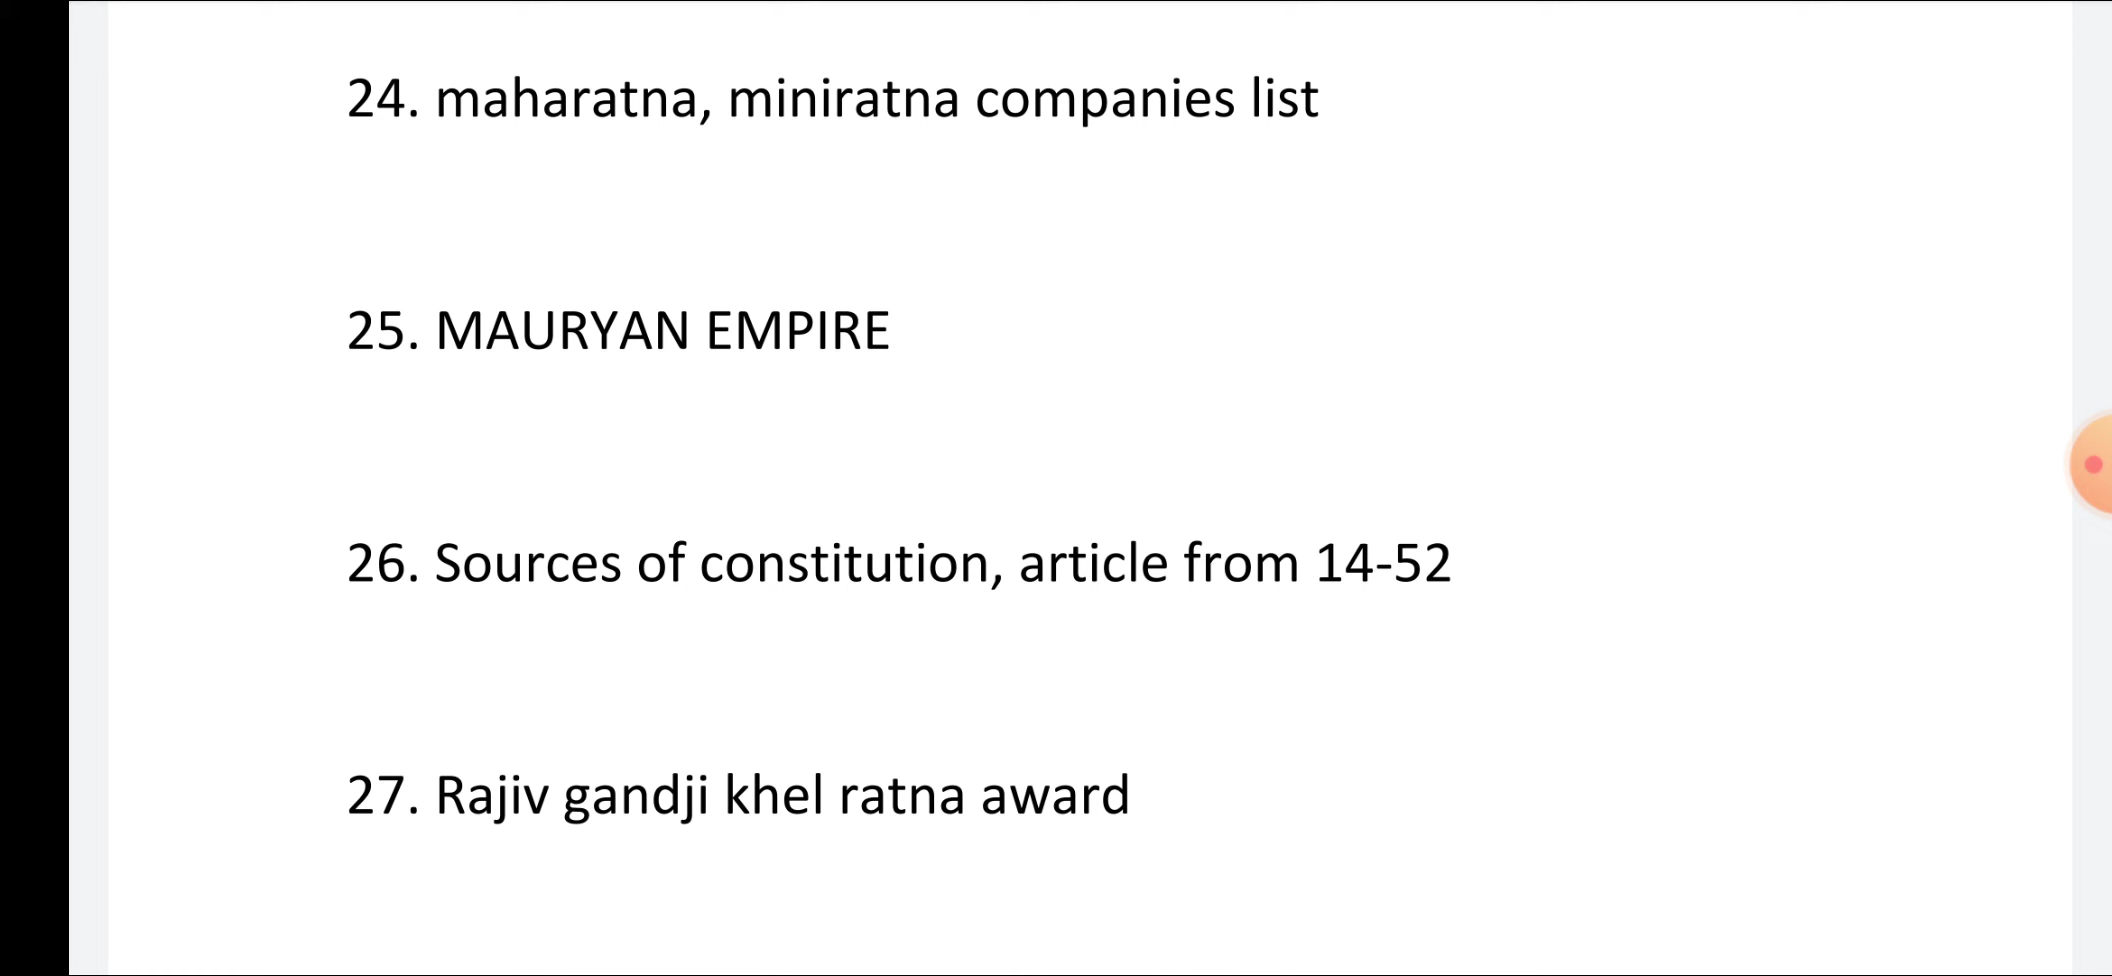 24. maharatna, miniratna companies list
25. MAURYAN EMPIRE
26. Sources of constitution, article from 14-52
27. Rajiv gandji khel ratna award